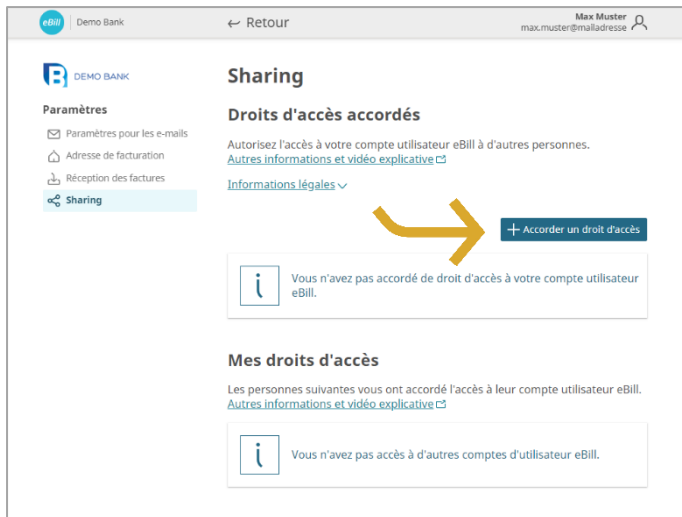 eBill Demo Bank
← Retour
Max Muster
max.muster@mailadresse
DEMO BANK
Paramètres
Paramètres pour les e-mails
Adresse de facturation
Réception des factures
Sharing
Sharing
Droits d'accès accordés
Autorisez l'accès à votre compte utilisateur eBill à d'autres personnes.
Autres informations et vidéo explicative
Informations légales
+ Accorder un droit d'accès
Vous n'avez pas accordé de droit d'accès à votre compte utilisateur
eBill.
Mes droits d'accès
Les personnes suivantes vous ont accordé l'accès à leur compte utilisateur eBill.
Autres informations et vidéo explicative
Vous n'avez pas accès à d'autres comptes d'utilisateur eBill.